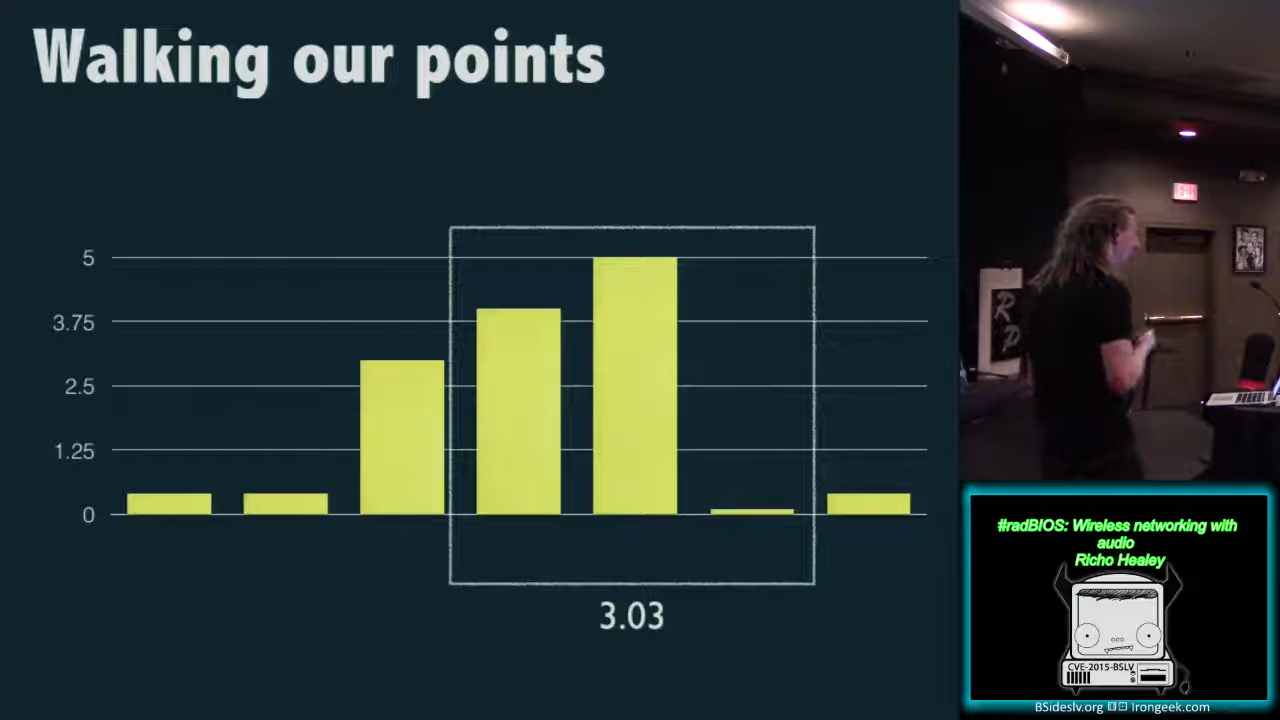 Walking our points
5
3.75
2.5
1.25
0
3.03
EXIT
R
P
#radBIOS: Wireless networking with
audio
Richo Healey
CVE-2015-BSLV
BSideslv.org Irongeek.com